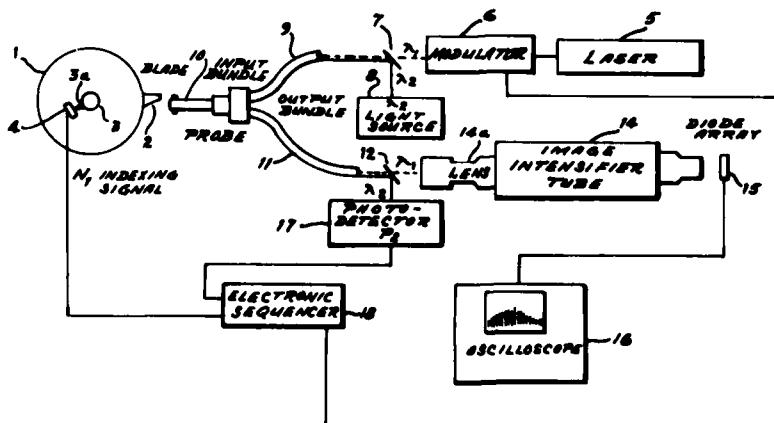 1
2
3
3a
4
BLADE
N₁ INDEXING
SIGNAL
10
INPUT
BUNDLE
PROBE
9
OUTPUT
BUNDLE
11
7
λ₁
λ₂
λ₂
8
LIGHT
SOURCE
6
MODULATOR
5
LASER
12
λ₁
λ₂
14a
LENS
14
IMAGE
INTENSIFIER
TUBE
DIODE
ARRAY
15
17
PHOTO-
DETECTOR
P₂
ELECTRONIC
SEQUENCER
18
OSCILLOSCOPE
16